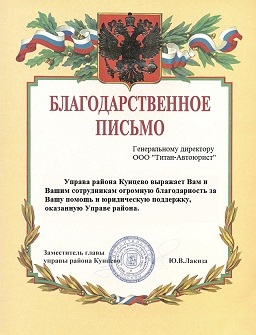 БЛАГОДАРСТВЕННОЕ
ПИСЬМО
Генеральному директору
ООО "Титан-Автоюрист"
Управа района Кунцево выражает Вам и
Вашим сотрудникам огромную благодарность за
Вашу помощь и юридическую поддержку,
оказанную Управе района.
Заместитель главы
управы района Кунцево Ю.В.Лакиза